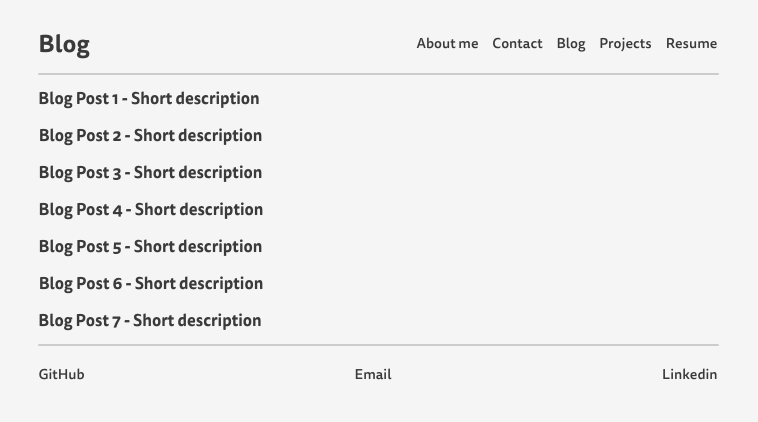 Blog
About me Contact Blog Projects Resume
Blog Post 1 - Short description
Blog Post 2 - Short description
Blog Post 3 - Short description
Blog Post 4 - Short description
Blog Post 5 - Short description
Blog Post 6 - Short description
Blog Post 7 - Short description
GitHub Email Linkedin